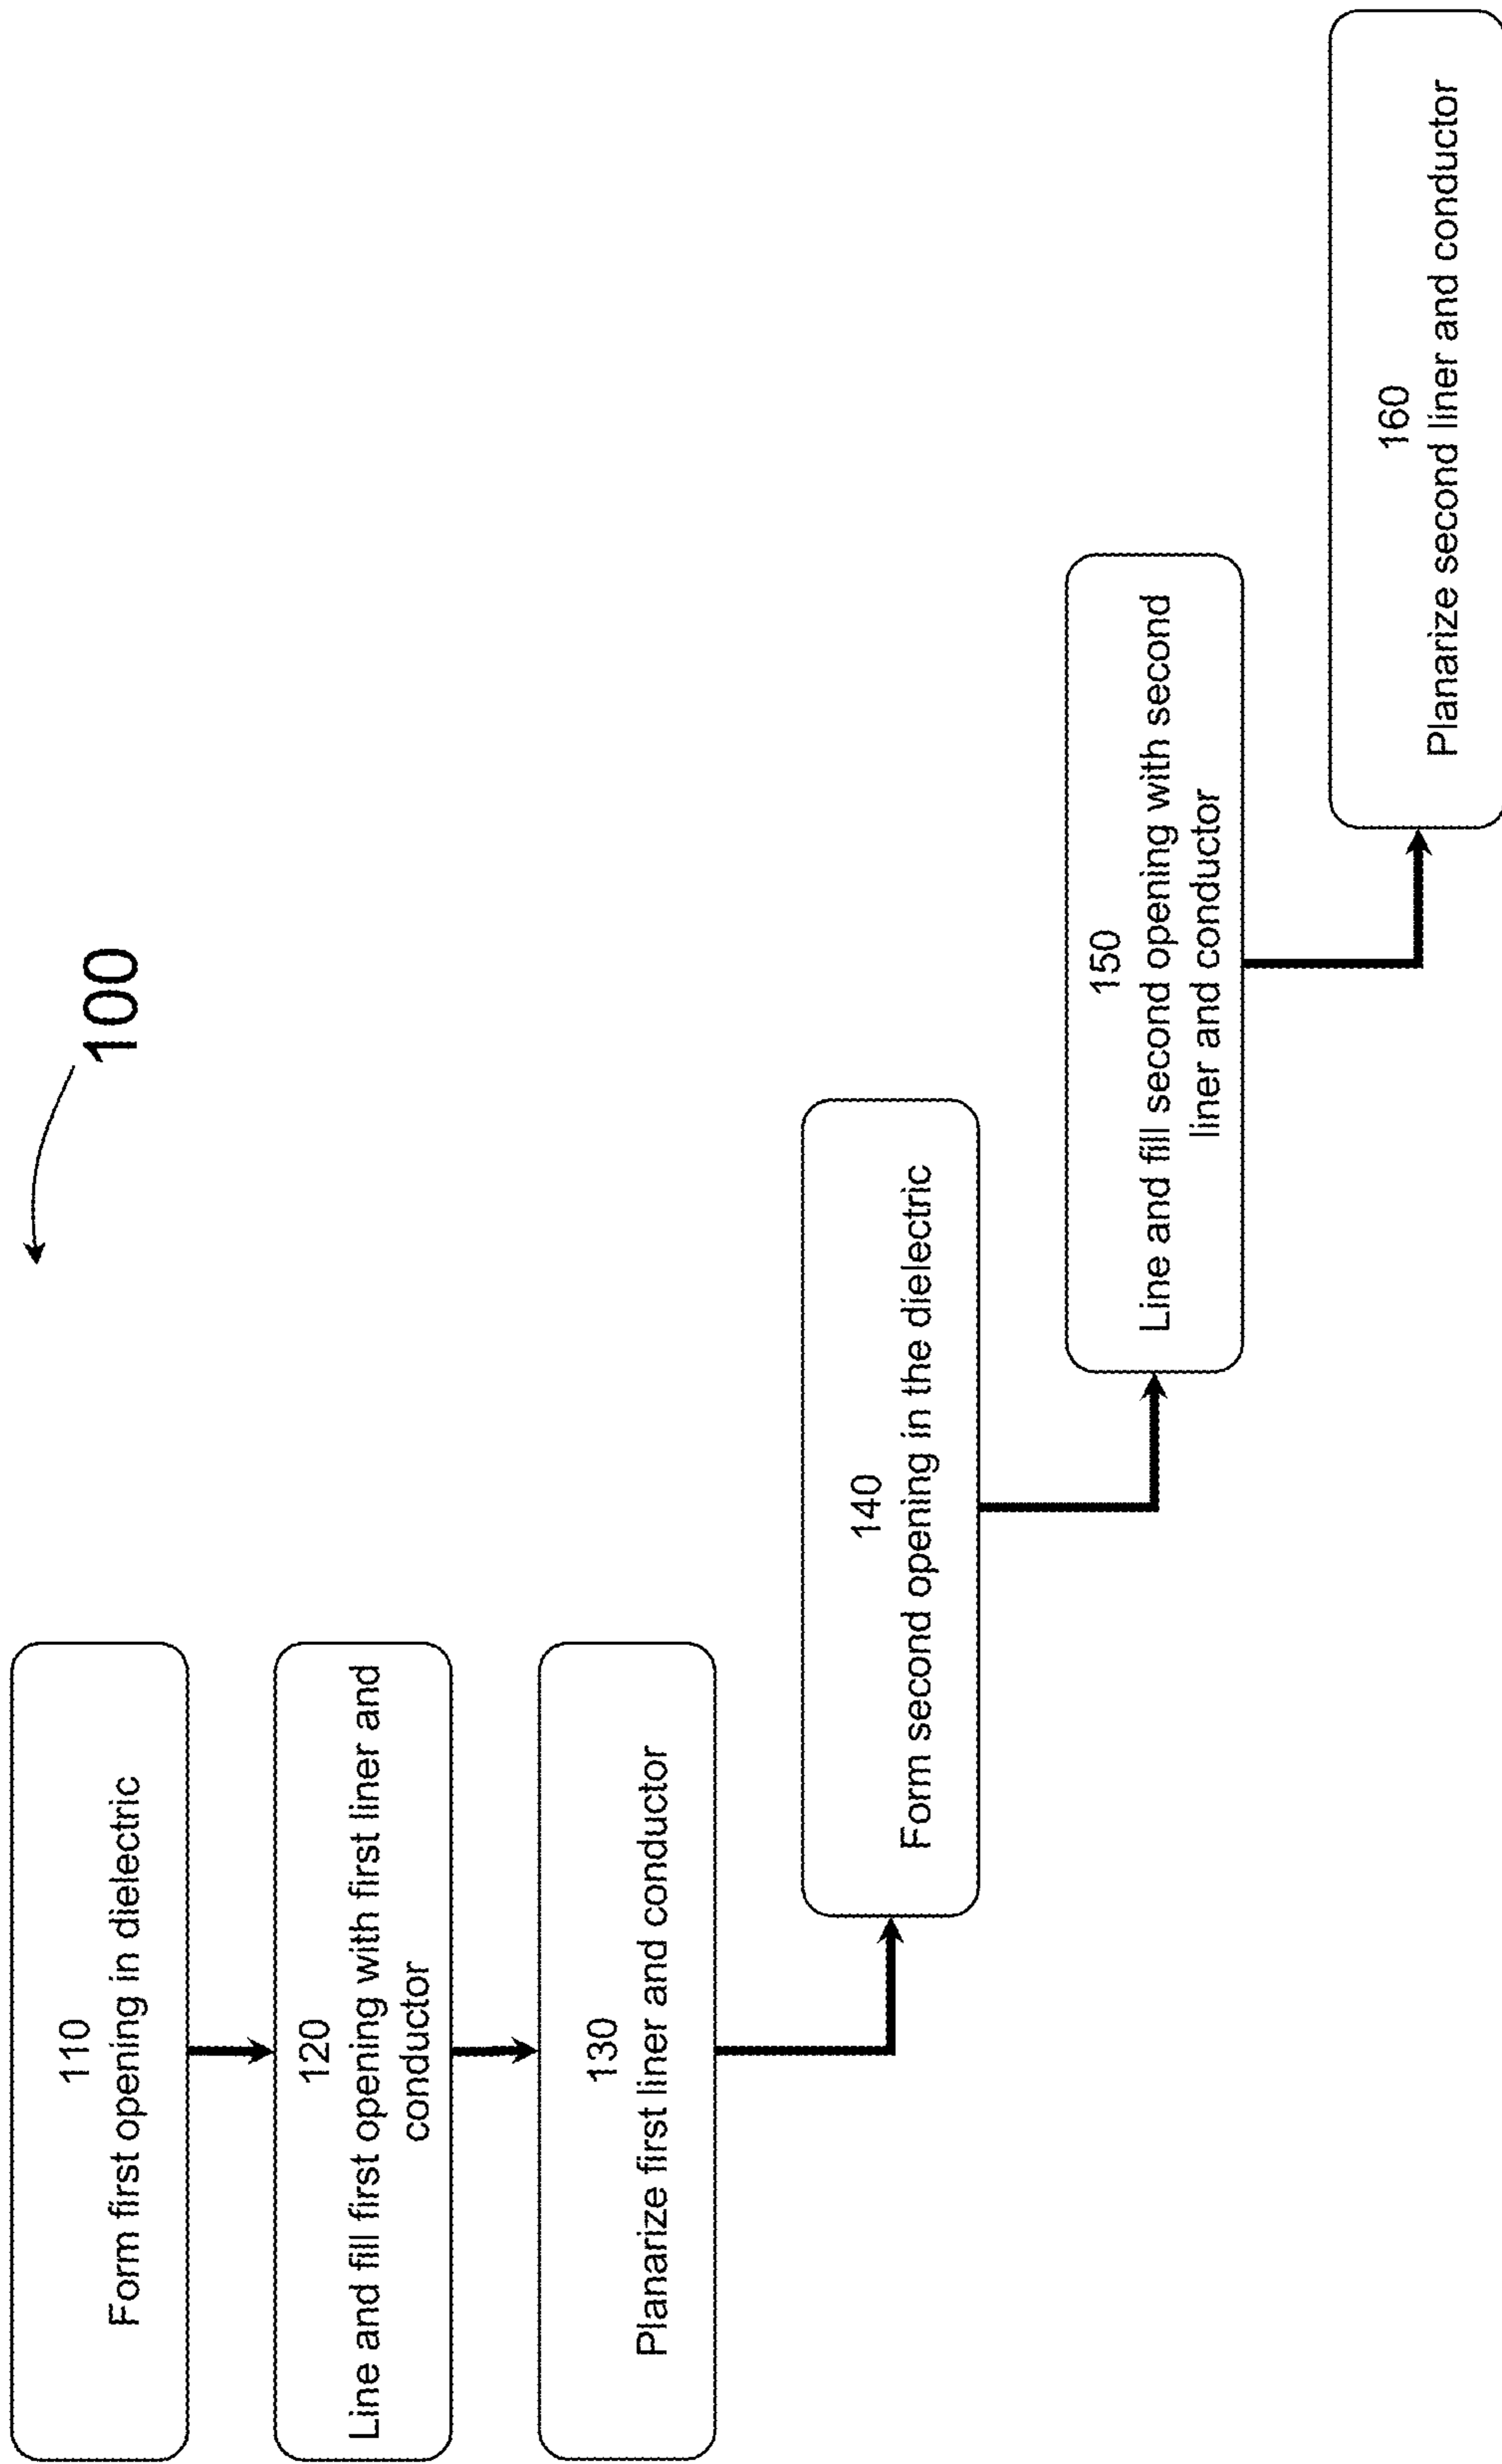 100
110
Form first opening in dielectric
120
Line and fill first opening with first liner and
conductor
130
Planarize first liner and conductor
140
Form second opening in the dielectric
150
Line and fill second opening with second
liner and conductor
160
Planarize second liner and conductor